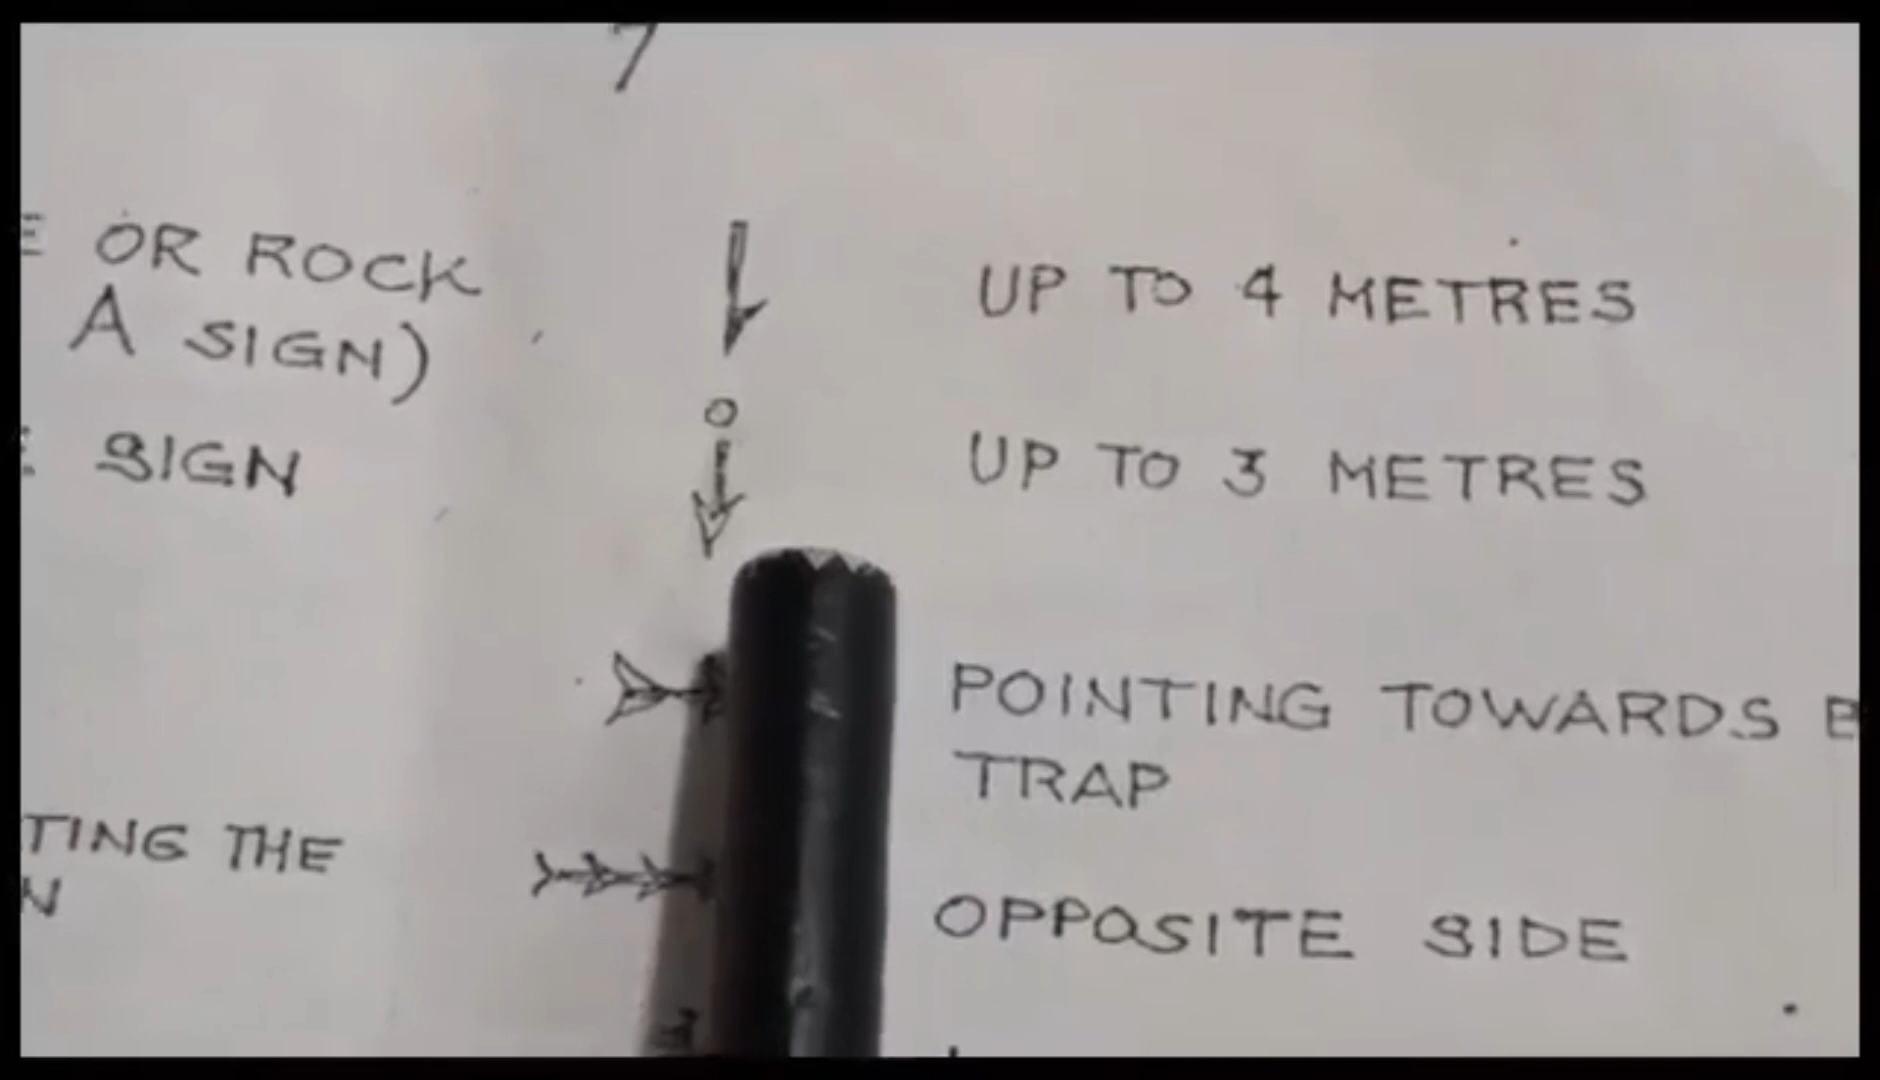 7
OR ROCK
A SIGN)
UP TO 4 METRES
SIGN
UP TO 3 METRES
POINTING TOWARDS
TRAP
TING THE
N
OPPOSITE SIDE